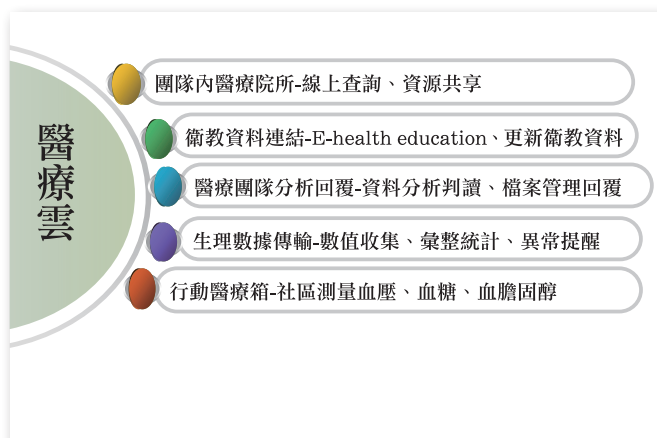 醫療雲
團隊內醫療院所-線上查詢、資源共享
衛教資料連結-E-health education、更新衛教資料
醫療團隊分析回覆-資料分析判讀、檔案管理回覆
生理數據傳輸-數值收集、彙整統計、異常提醒
行動醫療箱-社區測量血壓、血糖、血膽固醇